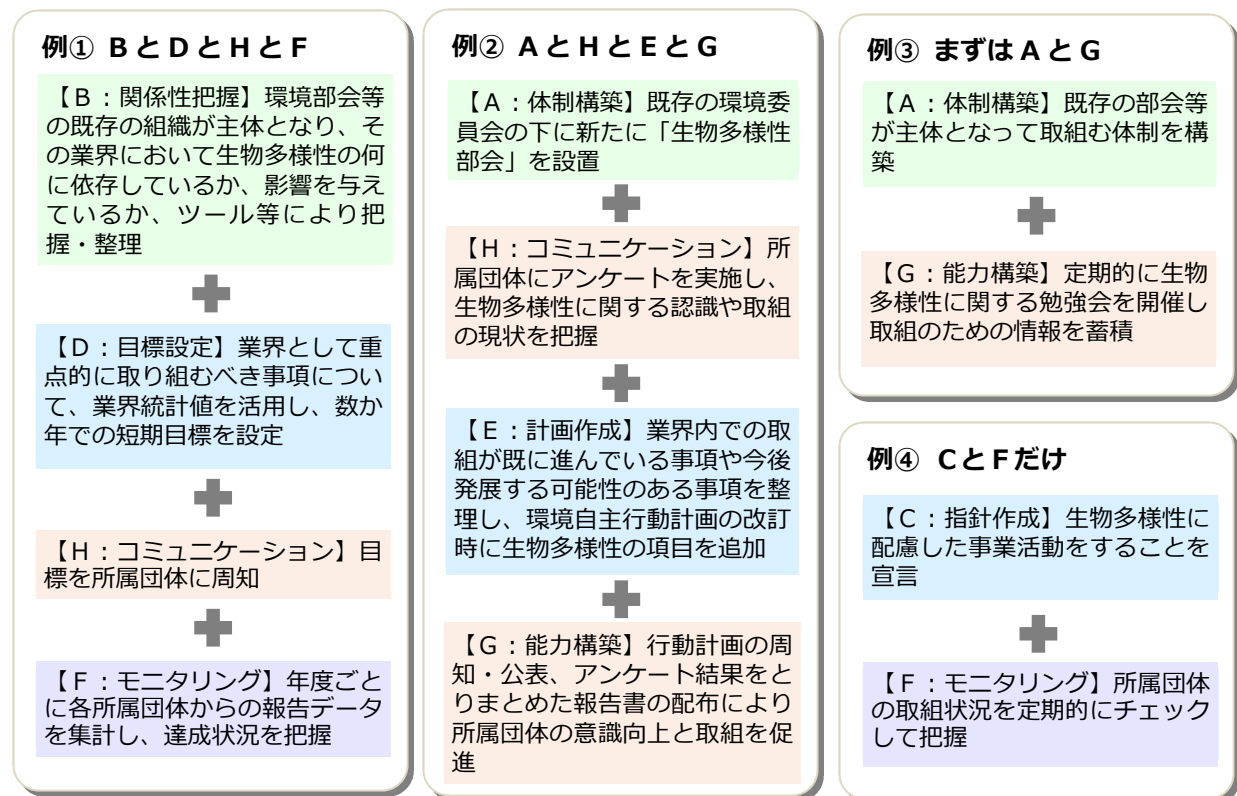 例① BとDとHとF
【B：関係性把握】環境部会等
の既存の組織が主体となり、そ
の業界において生物多様性の何
に依存しているか、影響を与え
ているか、ツール等により把
握・整理
【D：目標設定】業界として重
点的に取り組むべき事項につい
て、業界統計値を活用し、数か
年での短期目標を設定
【H：コミュニケーション】目
標を所属団体に周知
【F：モニタリング】年度ごと
に各所属団体からの報告データ
を集計し、達成状況を把握
例② AとHとEとG
【A：体制構築】既存の環境委
員会の下に新たに「生物多様性
部会」を設置
【H：コミュニケーション】所
属団体にアンケートを実施し、
生物多様性に関する認識や取組
の現状を把握
【E：計画作成】業界内での取
組が既に進んでいる事項や今後
発展する可能性のある事項を整
理し、環境自主行動計画の改訂
時に生物多様性の項目を追加
【G：能力構築】行動計画の周
知・公表、アンケート結果をと
りまとめた報告書の配布により
所属団体の意識向上と取組を促
進
例③ まずはAとG
【A：体制構築】既存の部会等
が主体となって取組む体制を構
築
【G：能力構築】定期的に生物
多様性に関する勉強会を開催し
取組のための情報を蓄積
例④ CとFだけ
【C：指針作成】生物多様性に
配慮した事業活動をすることを
宣言
【F：モニタリング】所属団体
の取組状況を定期的にチェック
して把握